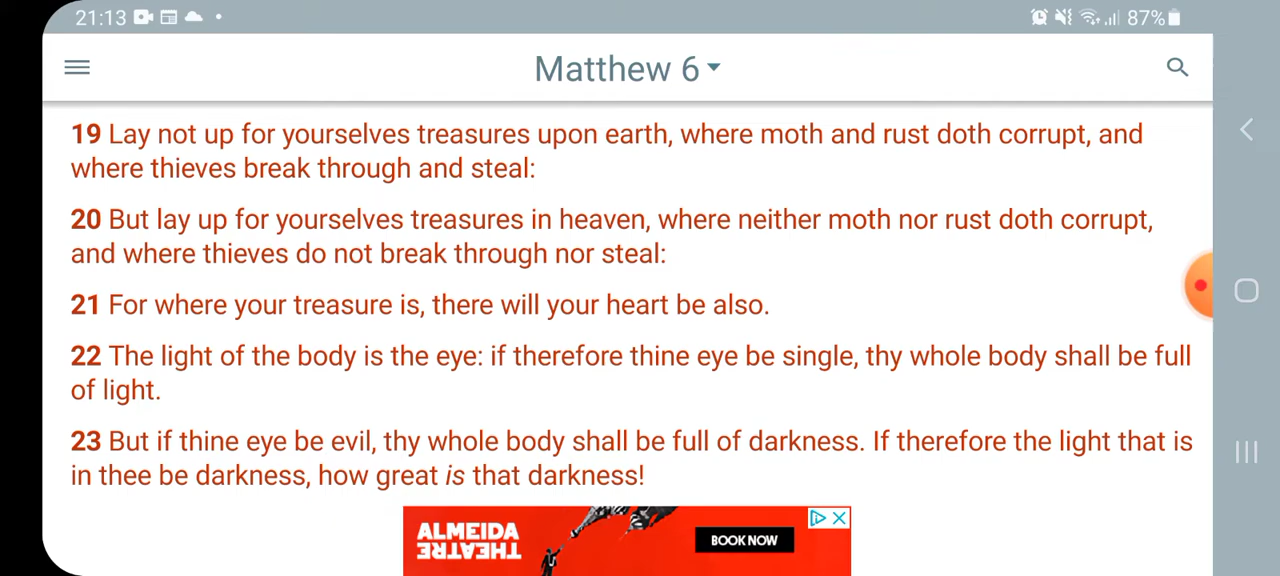 21:13
87%
Matthew 6
19 Lay not up for yourselves treasures upon earth, where moth and rust doth corrupt, and
where thieves break through and steal:
20 But lay up for yourselves treasures in heaven, where neither moth nor rust doth corrupt,
and where thieves do not break through nor steal:
21 For where your treasure is, there will your heart be also.
22 The light of the body is the eye: if therefore thine eye be single, thy whole body shall be full
of light.
23 But if thine eye be evil, thy whole body shall be full of darkness. If therefore the light that is
in thee be darkness, how great is that darkness!
ALMEIDA
THEATRE
BOOK NOW